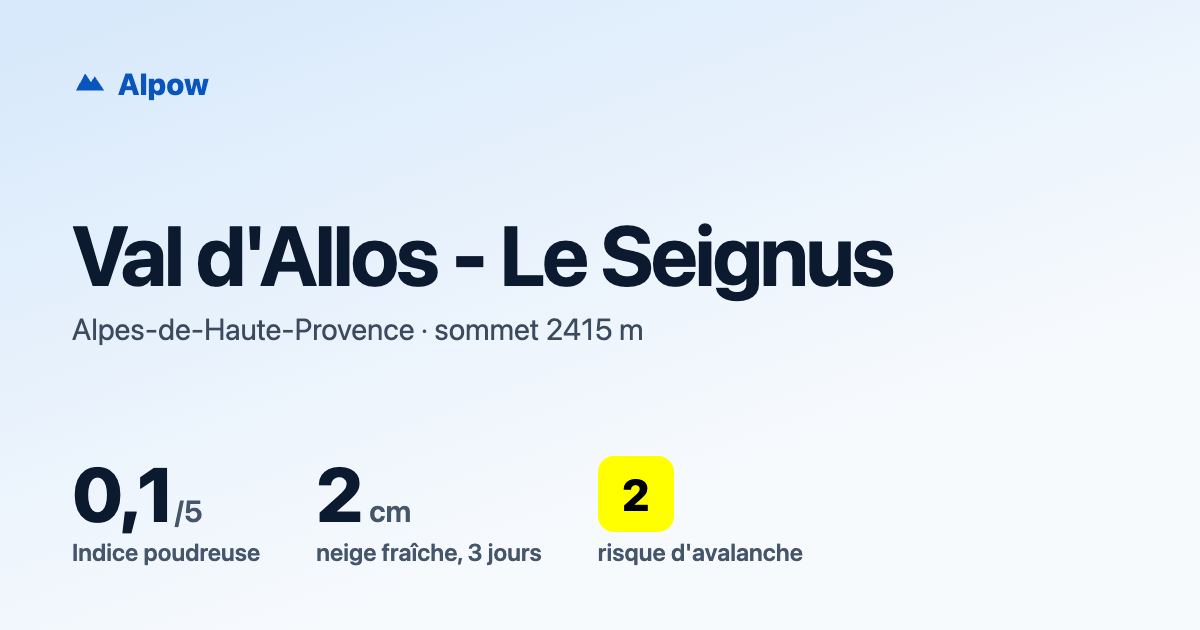 Alpow
Val d'Allos - Le Seignus
Alpes-de-Haute-Provence · sommet 2415 m
0,1/5
Indice poudreuse
2 cm
neige fraîche, 3 jours
2
risque d'avalanche